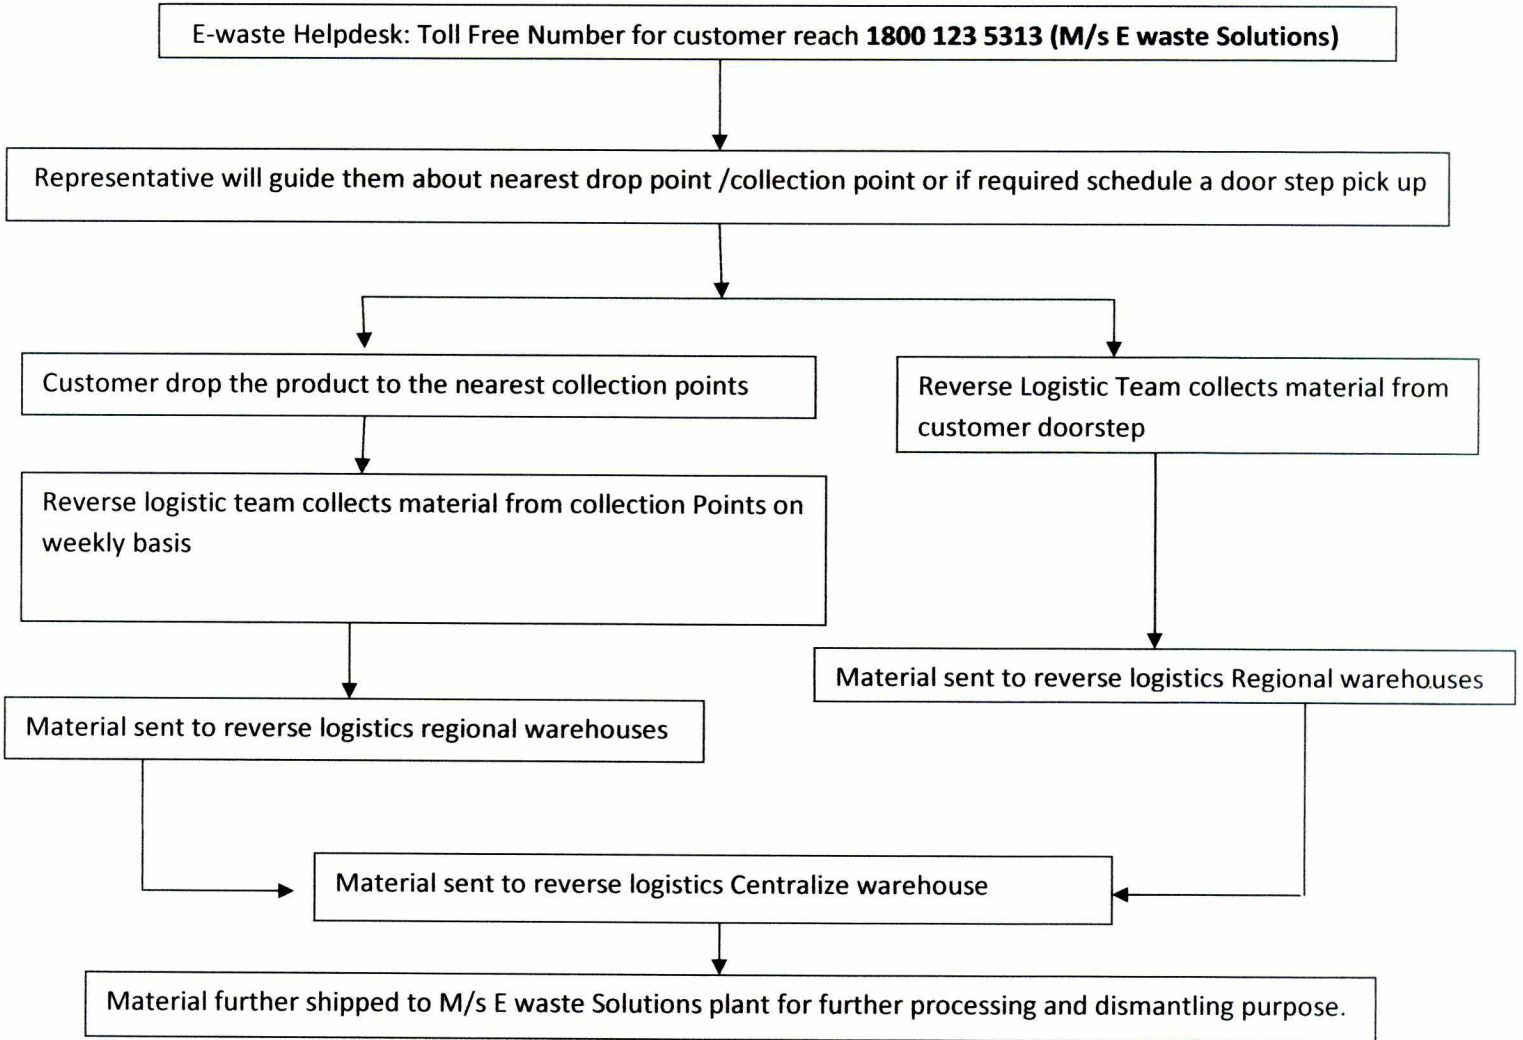 E-waste Helpdesk: Toll Free Number for customer reach 1800 123 5313 (M/s E waste Solutions)
Representative will guide them about nearest drop point /collection point or if required schedule a door step pick up
Customer drop the product to the nearest collection points
Reverse Logistic Team collects material from
customer doorstep
Reverse logistic team collects material from collection Points on
weekly basis
Material sent to reverse logistics Regional warehouses
Material sent to reverse logistics regional warehouses
Material sent to reverse logistics Centralize warehouse
Material further shipped to M/s E waste Solutions plant for further processing and dismantling purpose.